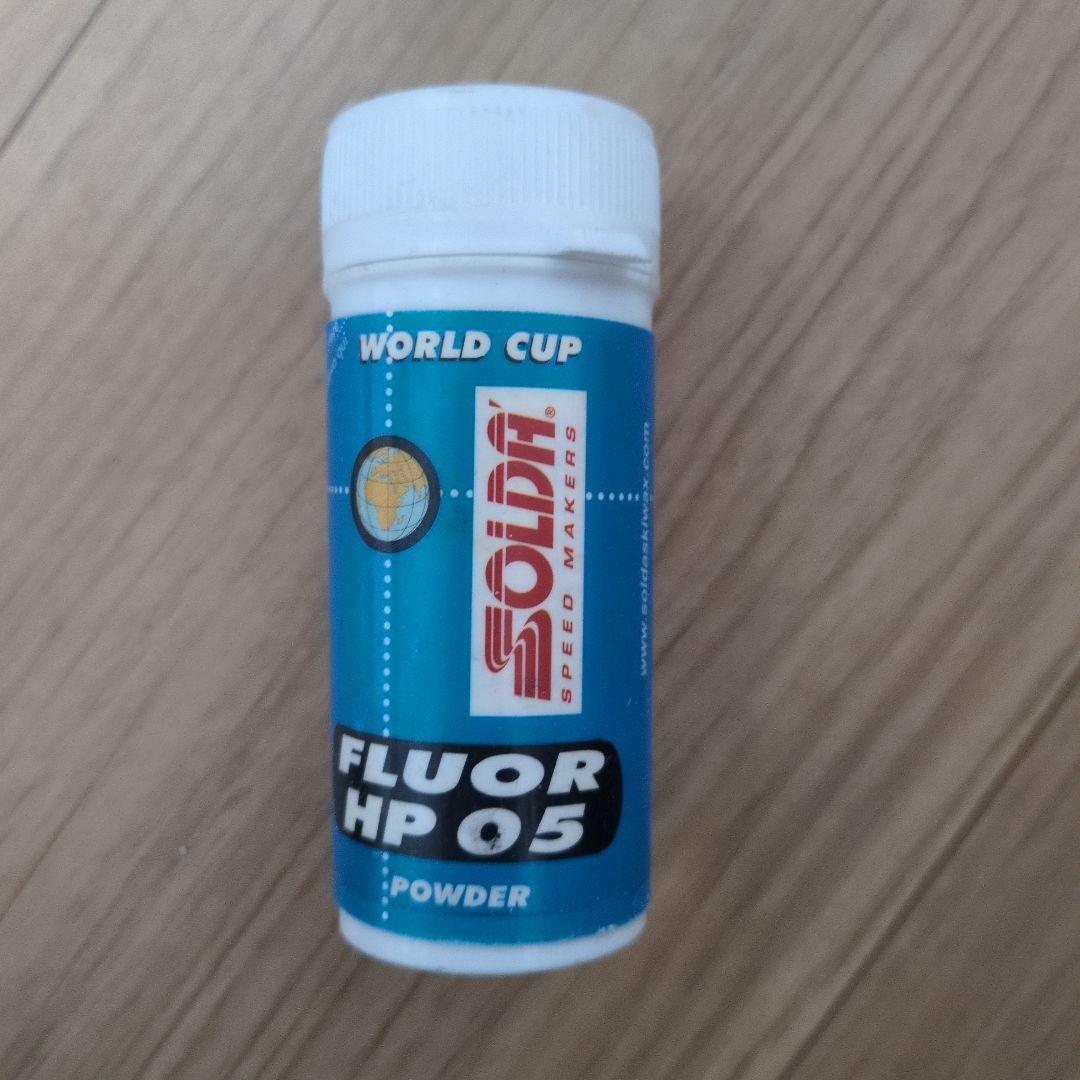 WORLD CUP
SOLDA'®
SPEED MAKERS
www.soldaskiwax.com
FLUOR
HP 05
POWDER